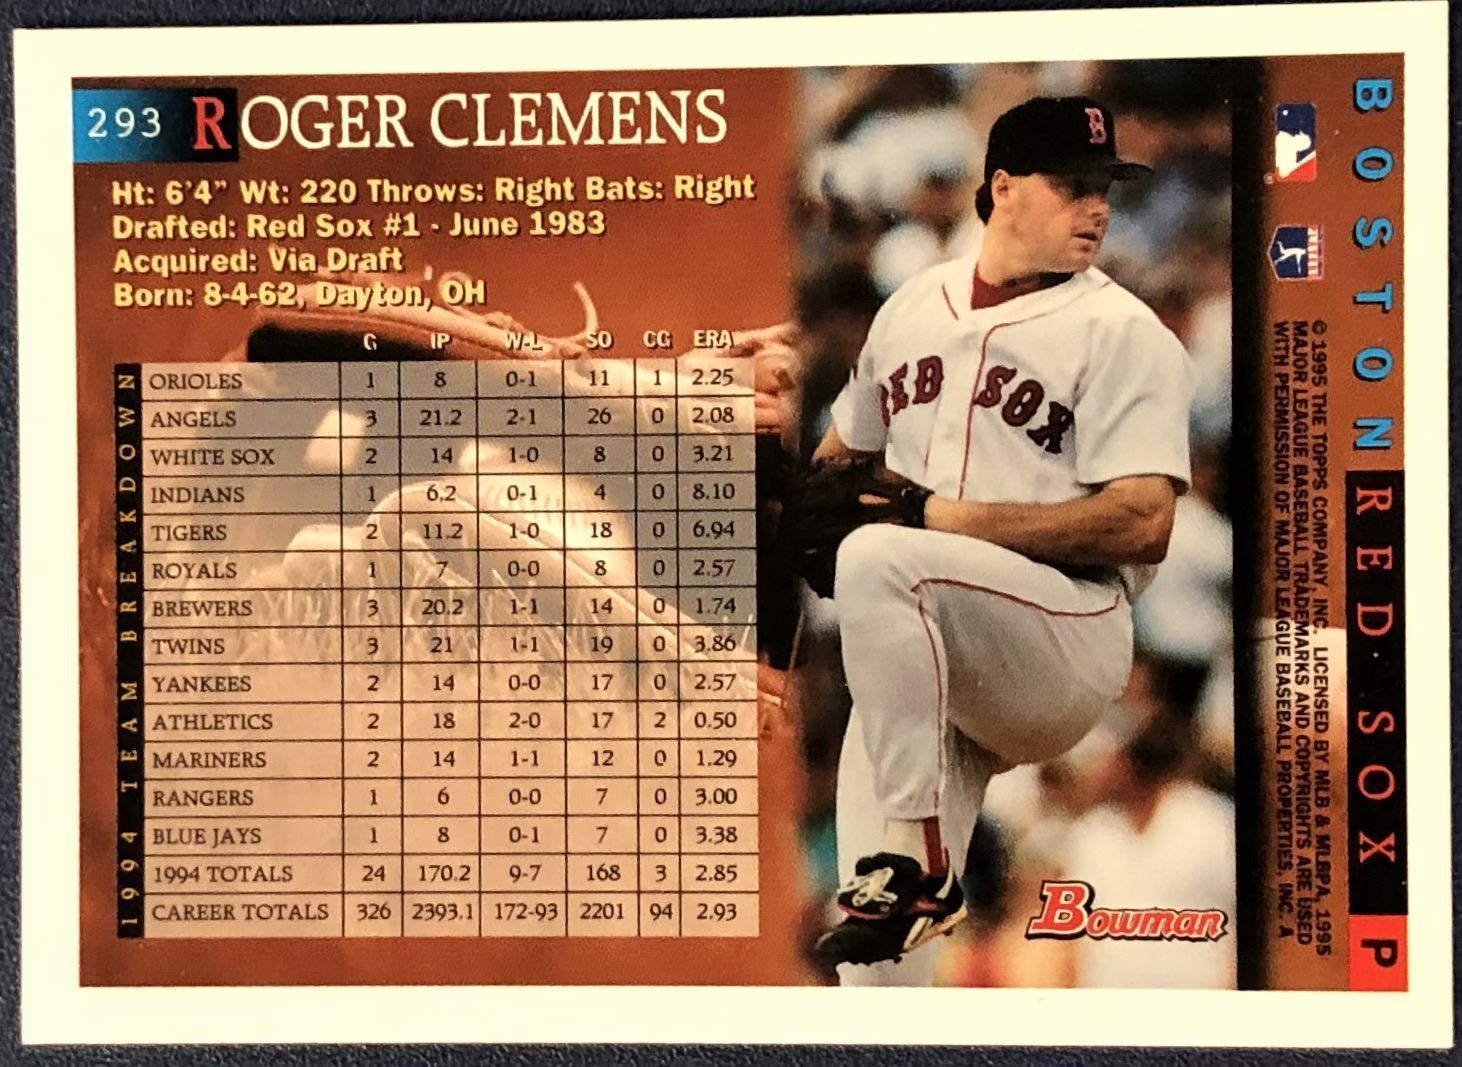 293 ROGER CLEMENS
Ht: 6'4" Wt: 220 Throws: Right Bats: Right
Drafted: Red Sox #1 - June 1983
Acquired: Via Draft
Born: 8-4-62, Dayton, OH
1994 TEAM BREAKDOWN
G IP W-L SO CG ERA
ORIOLES 1 8 0-1 11 1 2.25
ANGELS 3 21.2 2-1 26 0 2.08
WHITE SOX 2 14 1-0 8 0 3.21
INDIANS 1 6.2 0-1 4 0 8.10
TIGERS 2 11.2 1-0 18 0 6.94
ROYALS 1 7 0-0 8 0 2.57
BREWERS 3 20.2 1-1 14 0 1.74
TWINS 3 21 1-1 19 0 3.86
YANKEES 2 14 0-0 17 0 2.57
ATHLETICS 2 18 2-0 17 2 0.50
MARINERS 2 14 1-1 12 0 1.29
RANGERS 1 6 0-0 7 0 3.00
BLUE JAYS 1 8 0-1 7 0 3.38
1994 TOTALS 24 170.2 9-7 168 3 2.85
CAREER TOTALS 326 2393.1 172-93 2201 94 2.93
B
RED SOX
Bowman
BOSTON RED SOX P
© 1995 THE TOPPS COMPANY, INC. LICENSED BY MLB & MLBPA, 1995
MAJOR LEAGUE BASEBALL TRADEMARKS AND COPYRIGHTS ARE USED
WITH PERMISSION OF MAJOR LEAGUE BASEBALL PROPERTIES, INC. A